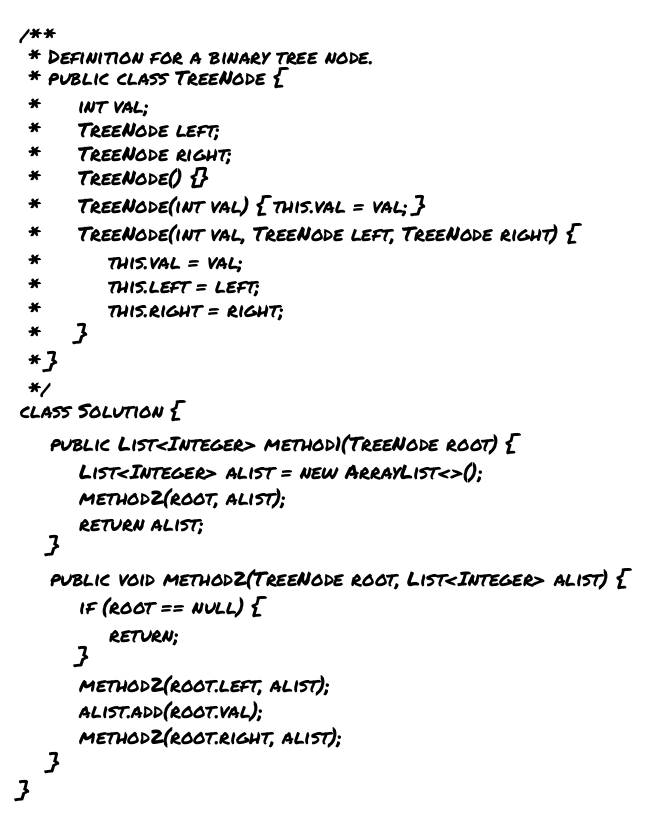 /**
 * Definition for a binary tree node.
 * public class TreeNode {
 *     int val;
 *     TreeNode left;
 *     TreeNode right;
 *     TreeNode() {}
 *     TreeNode(int val) { this.val = val; }
 *     TreeNode(int val, TreeNode left, TreeNode right) {
 *         this.val = val;
 *         this.left = left;
 *         this.right = right;
 *     }
 * }
 */
class Solution {
    public List<Integer> method1(TreeNode root) {
        List<Integer> alist = new ArrayList<>();
        method2(root, alist);
        return alist;
    }
    public void method2(TreeNode root, List<Integer> alist) {
        if (root == null) {
            return;
        }
        method2(root.left, alist);
        alist.add(root.val);
        method2(root.right, alist);
    }
}